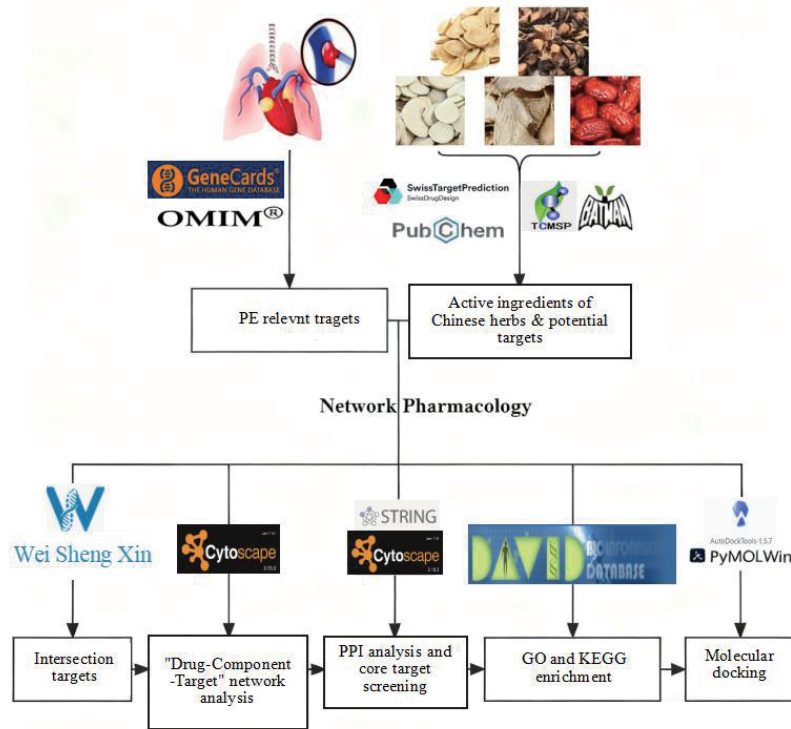 GeneCards®
THE HUMAN GENE DATABASE
OMIM®
SwissTargetPrediction
SwissDrugDesign
PubChem
TCMSP
BATMAN
PE relevnt tragets
Active ingredients of
Chinese herbs & potential
targets
Network Pharmacology
Wei Sheng Xin
Cytoscape
STRING
Cytoscape
DAVID
DATABASE
AutoDockTools-1.5.7
PyMOLWin
Intersection
targets
"Drug-Component
-Target" network
analysis
PPI analysis and
core target
screening
GO and KEGG
enrichment
Molecular
docking